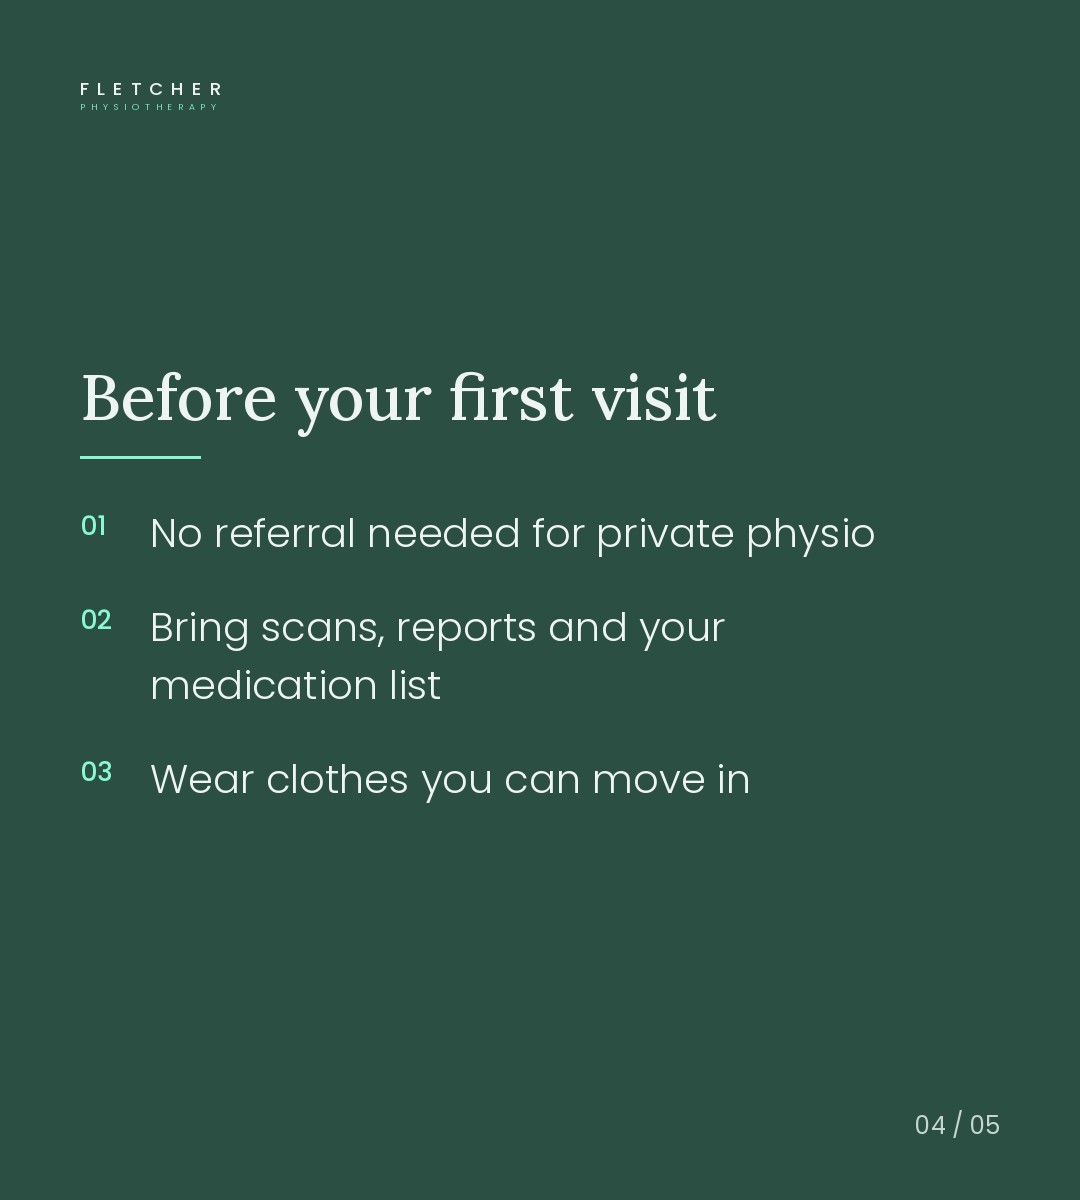 FLETCHER
PHYSIOTHERAPY
Before your first visit
01 No referral needed for private physio
02 Bring scans, reports and your
medication list
03 Wear clothes you can move in
04 / 05